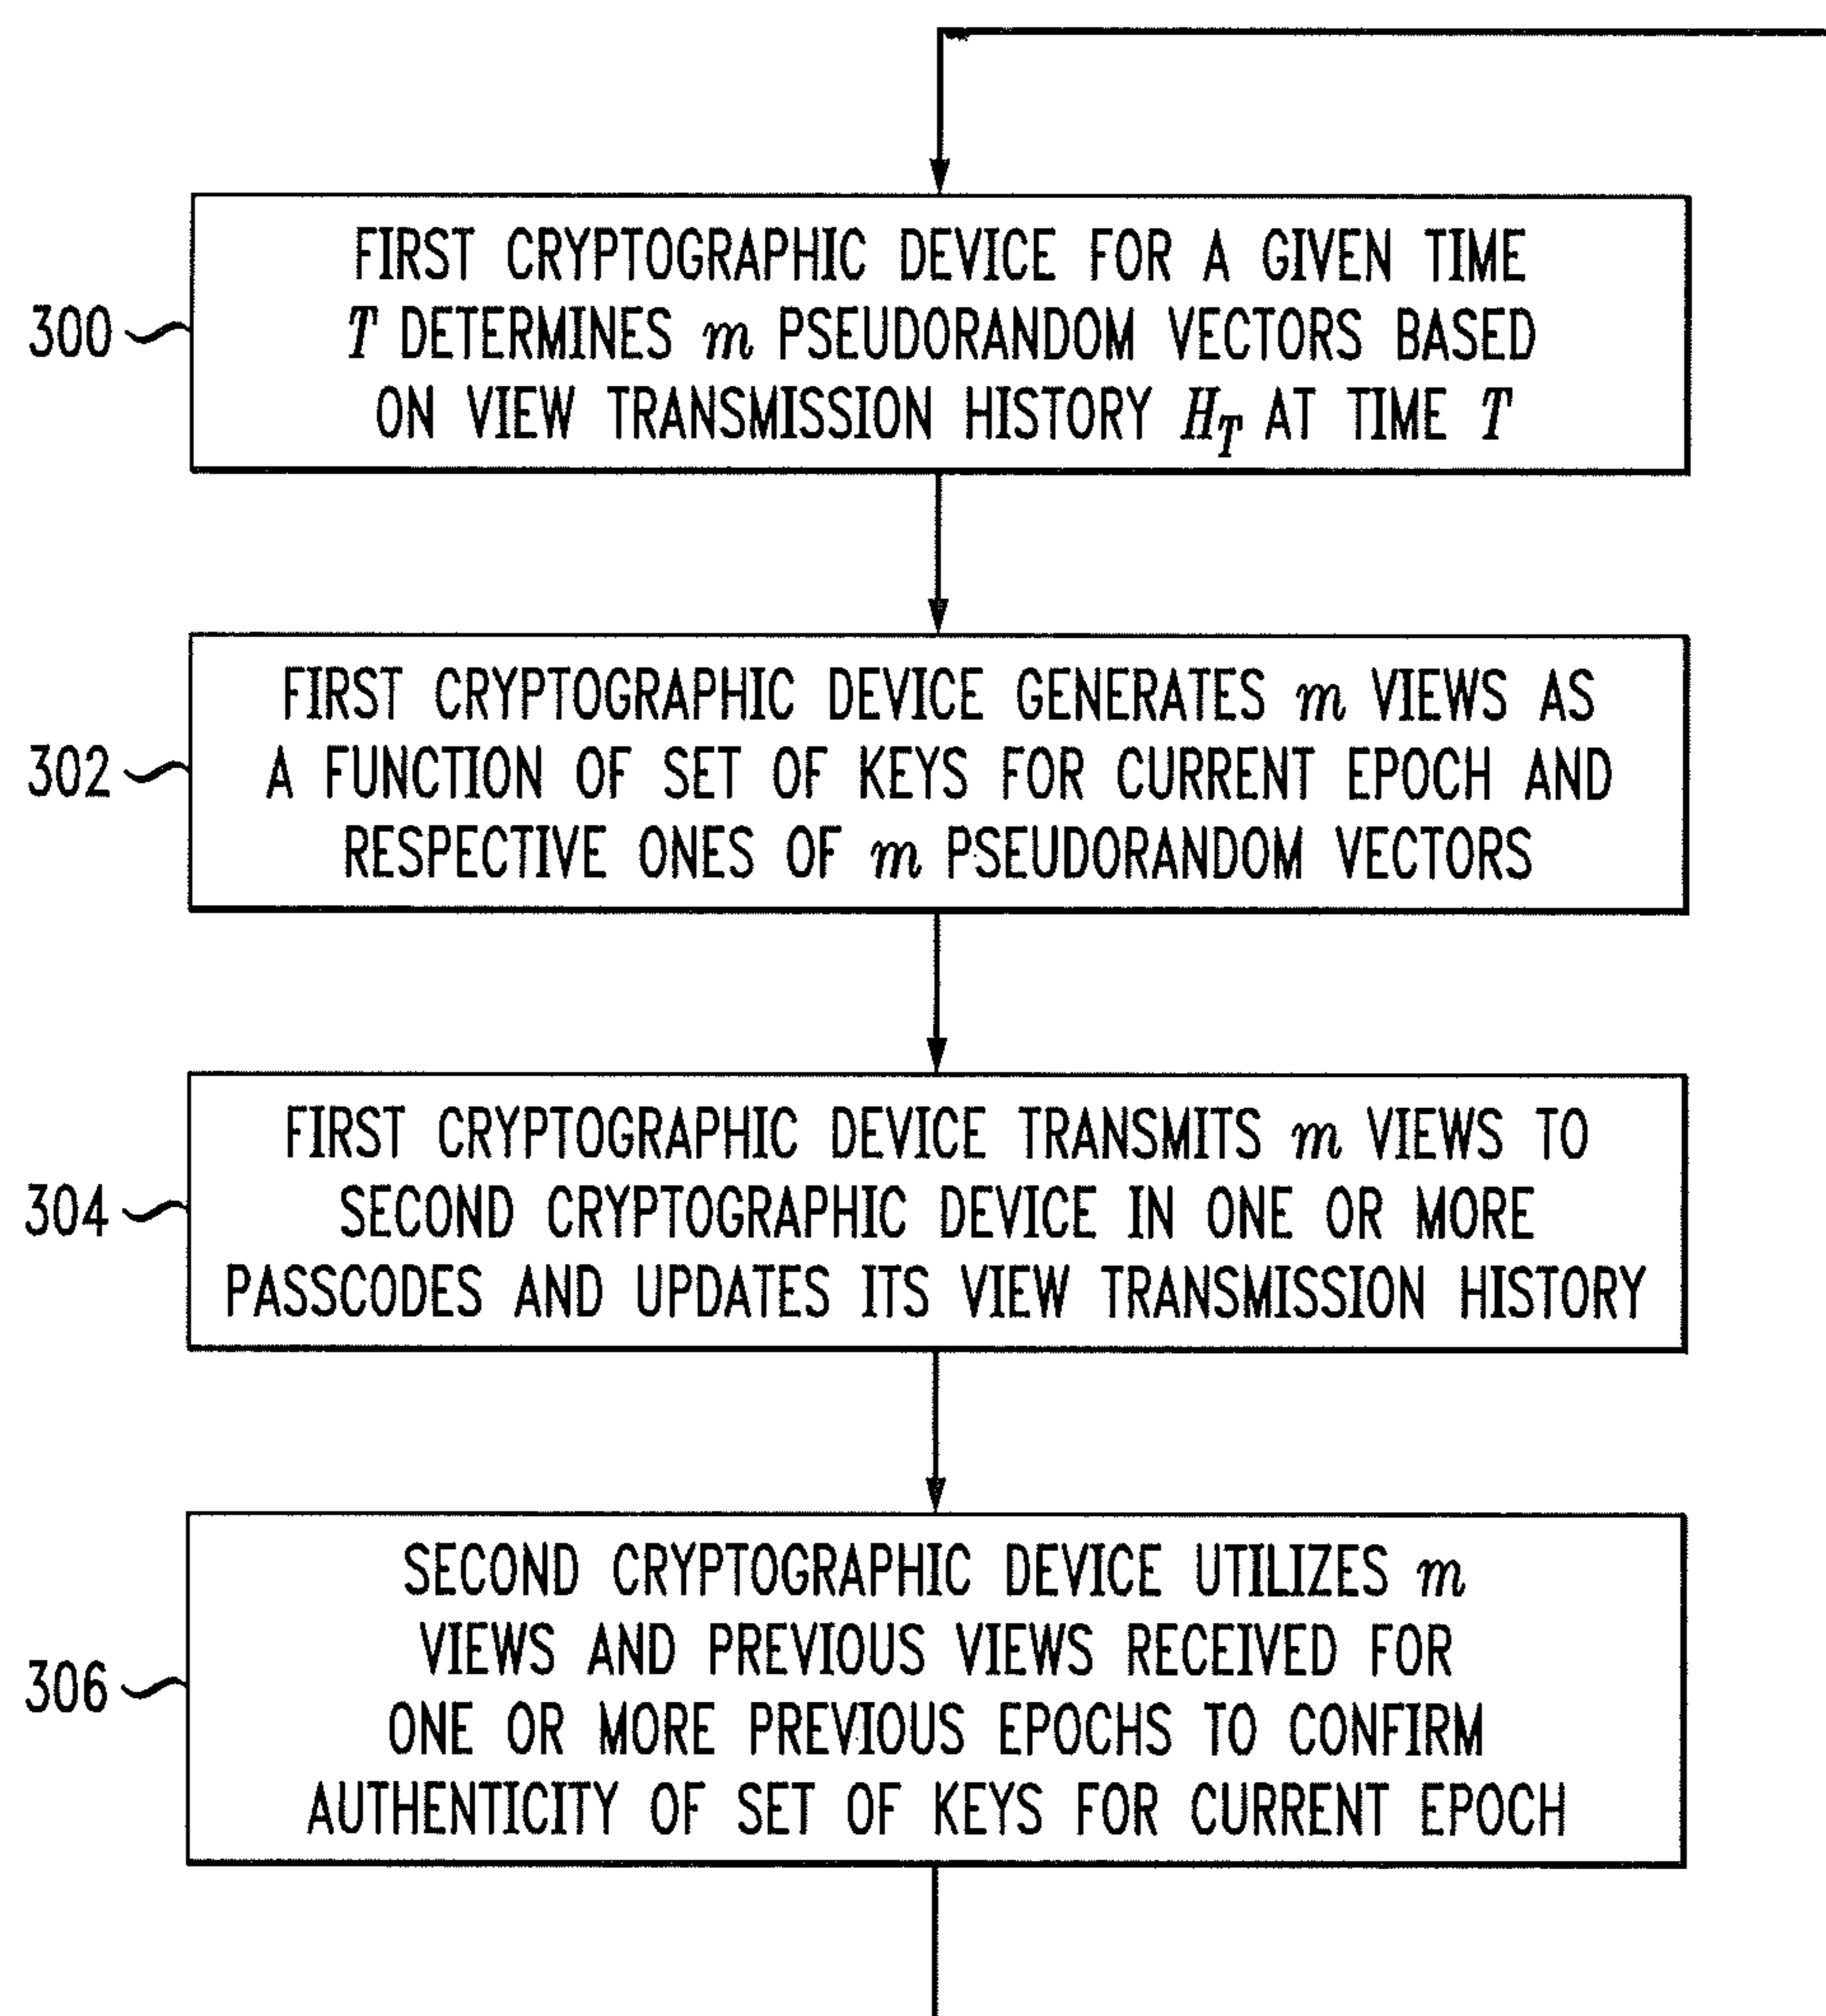 FIRST CRYPTOGRAPHIC DEVICE FOR A GIVEN TIME
300 T DETERMINES m PSEUDORANDOM VECTORS BASED
ON VIEW TRANSMISSION HISTORY H_T AT TIME T
FIRST CRYPTOGRAPHIC DEVICE GENERATES m VIEWS AS
302 A FUNCTION OF SET OF KEYS FOR CURRENT EPOCH AND
RESPECTIVE ONES OF m PSEUDORANDOM VECTORS
FIRST CRYPTOGRAPHIC DEVICE TRANSMITS m VIEWS TO
304 SECOND CRYPTOGRAPHIC DEVICE IN ONE OR MORE
PASSCODES AND UPDATES ITS VIEW TRANSMISSION HISTORY
SECOND CRYPTOGRAPHIC DEVICE UTILIZES m
VIEWS AND PREVIOUS VIEWS RECEIVED FOR
306 ONE OR MORE PREVIOUS EPOCHS TO CONFIRM
AUTHENTICITY OF SET OF KEYS FOR CURRENT EPOCH